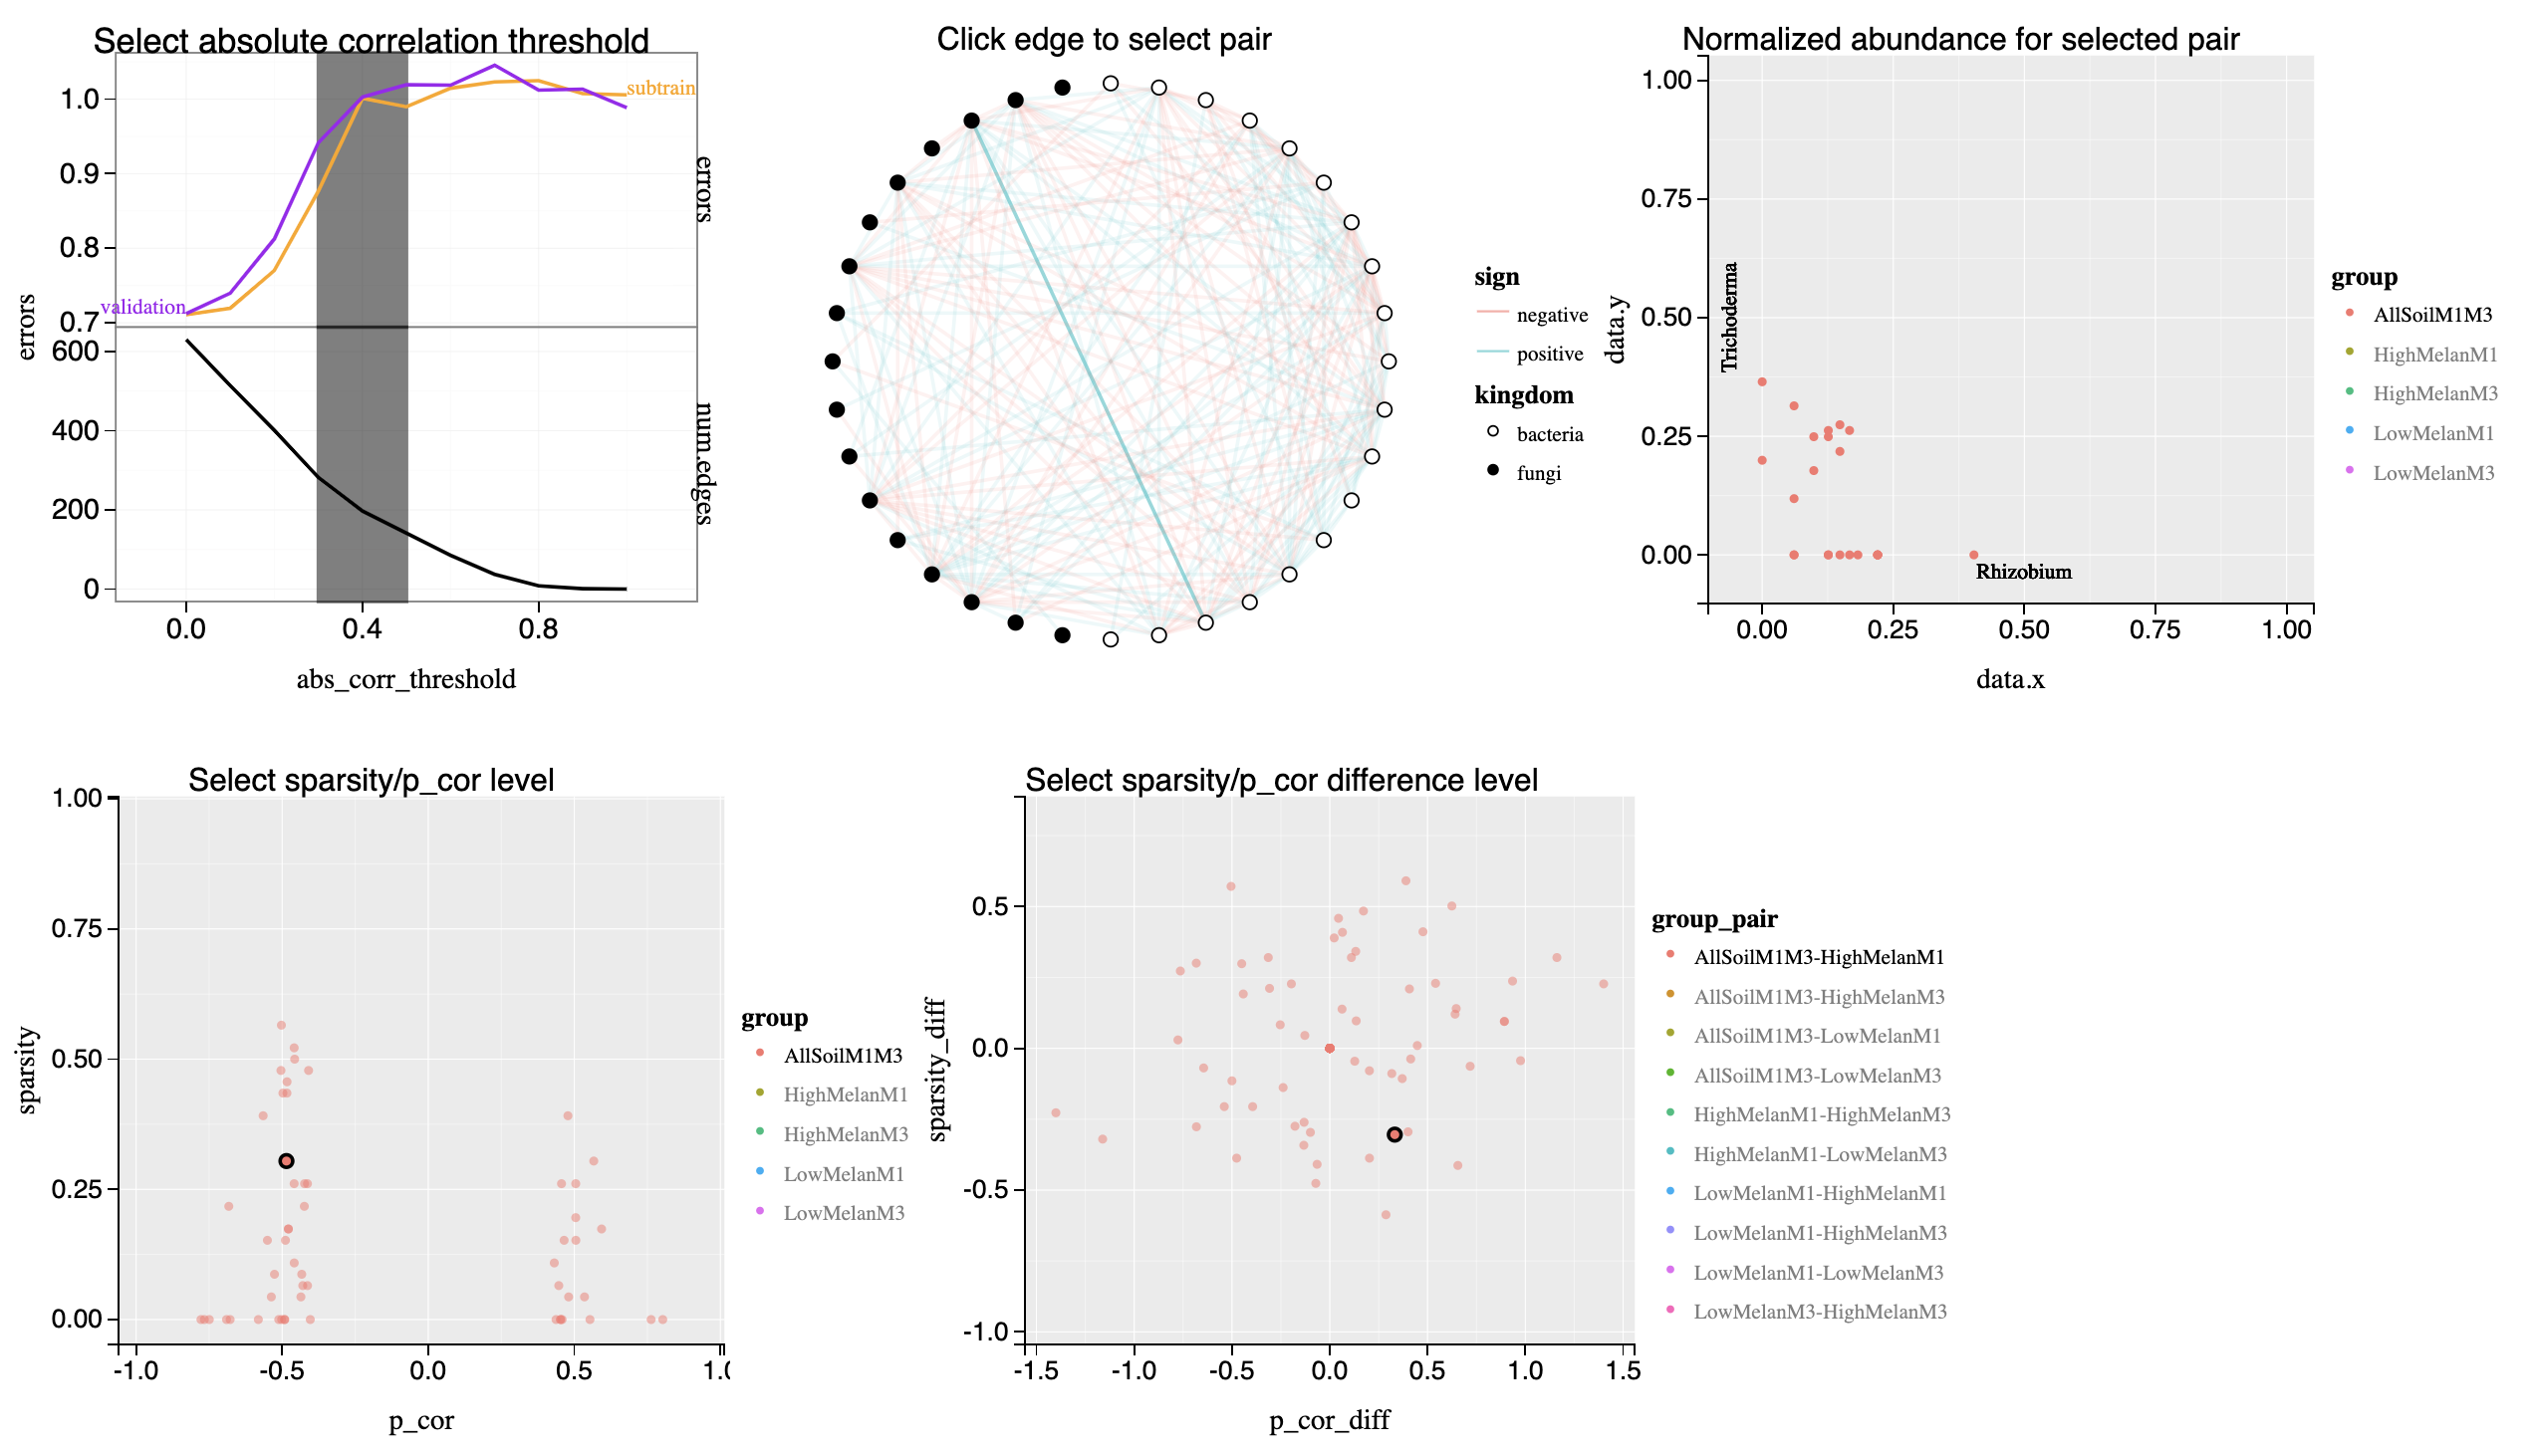 Select absolute correlation threshold
1.0
0.9
0.8
0.7
600
400
200
0
errors
subtrain
validation
errors
num.edges
0.0
0.4
0.8
abs_corr_threshold
Click edge to select pair
sign
negative
positive
kingdom
bacteria
fungi
Normalized abundance for selected pair
1.00
0.75
0.50
0.25
0.00
data.y
Trichoderma
Rhizobium
0.00
0.25
0.50
0.75
1.00
data.x
group
AllSoilM1M3
HighMelanM1
HighMelanM3
LowMelanM1
LowMelanM3
Select sparsity/p_cor level
1.00
0.75
0.50
0.25
0.00
sparsity
-1.0
-0.5
0.0
0.5
1.0
p_cor
group
AllSoilM1M3
HighMelanM1
HighMelanM3
LowMelanM1
LowMelanM3
Select sparsity/p_cor difference level
0.5
0.0
-0.5
-1.0
sparsity_diff
-1.5
-1.0
-0.5
0.0
0.5
1.0
1.5
p_cor_diff
group_pair
AllSoilM1M3-HighMelanM1
AllSoilM1M3-HighMelanM3
AllSoilM1M3-LowMelanM1
AllSoilM1M3-LowMelanM3
HighMelanM1-HighMelanM3
HighMelanM1-LowMelanM3
LowMelanM1-HighMelanM1
LowMelanM1-HighMelanM3
LowMelanM1-LowMelanM3
LowMelanM3-HighMelanM3